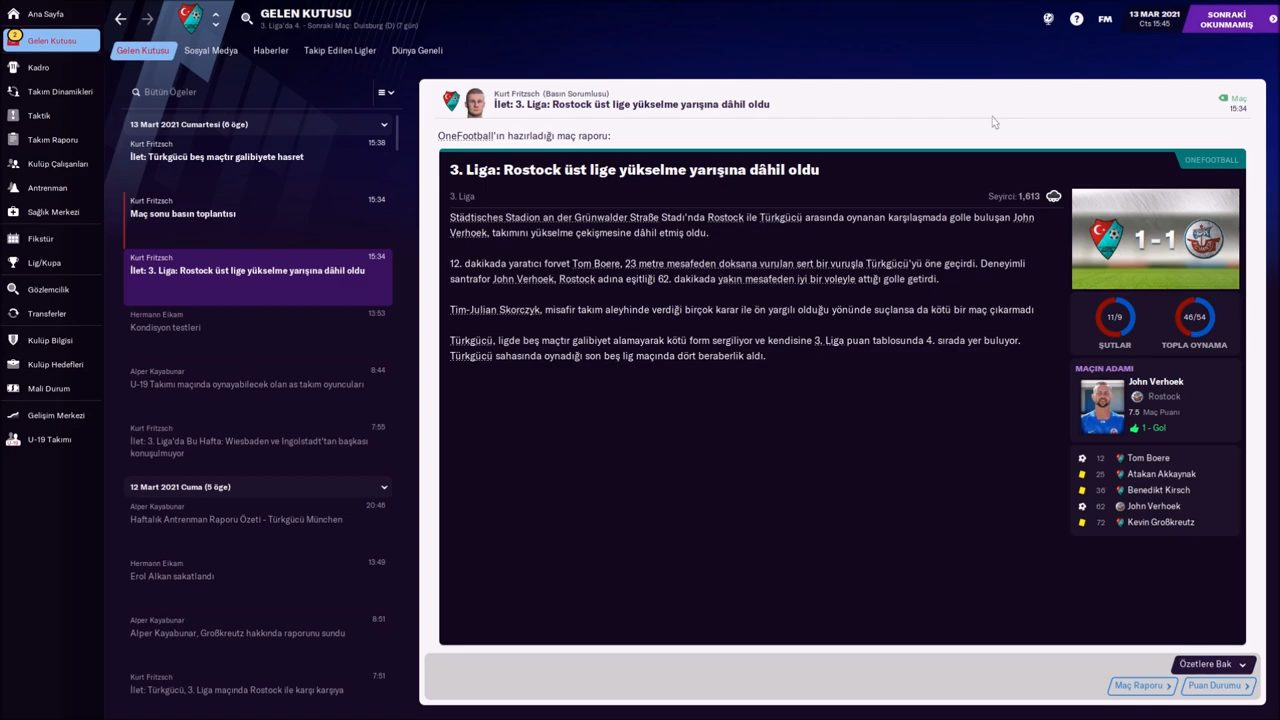 Ana Sayfa
2
Gelen Kutusu
Kadro
Takım Dinamikleri
Taktik
Takım Raporu
Kulüp Çalışanları
Antrenman
Sağlık Merkezi
Fikstür
Lig/Kupa
Gözlemcilik
Transferler
Kulüp Bilgisi
Kulüp Hedefleri
Mali Durum
Gelişim Merkezi
U-19 Takımı
GELEN KUTUSU
3. Liga'da 4. - Sonraki Maç: Duisburg (D) (7 gün)
FM
13 MAR 2021
Cts 15:45
SONRAKİ
OKUNMAMIŞ
Gelen Kutusu
Sosyal Medya
Haberler
Takip Edilen Ligler
Dünya Geneli
Bütün Ögeler
13 Mart 2021 Cumartesi (6 öge)
Kurt Fritzsch 15:38
İlet: Türkgücü beş maçtır galibiyete hasret
Kurt Fritzsch 15:34
Maç sonu basın toplantısı
Kurt Fritzsch 15:34
İlet: 3. Liga: Rostock üst lige yükselme yarışına dâhil oldu
Hermann Eikam 13:53
Kondisyon testleri
Alper Kayabunar 8:44
U-19 Takımı maçında oynayabilecek olan as takım oyuncuları
Kurt Fritzsch 7:55
İlet: 3. Liga'da Bu Hafta: Wiesbaden ve Ingolstadt'tan başkası
konuşulmuyor
12 Mart 2021 Cuma (5 öge)
Alper Kayabunar 20:46
Haftalık Antrenman Raporu Özeti - Türkgücü München
Hermann Eikam 13:49
Erol Alkan sakatlandı
Alper Kayabunar 8:51
Alper Kayabunar, Großkreutz hakkında raporunu sundu
Kurt Fritzsch 7:51
İlet: Türkgücü, 3. Liga maçında Rostock ile karşı karşıya
Kurt Fritzsch (Basın Sorumlusu)
İlet: 3. Liga: Rostock üst lige yükselme yarışına dâhil oldu
Maç
15:34
OneFootball'ın hazırladığı maç raporu:
ONEFOOTBALL
3. Liga: Rostock üst lige yükselme yarışına dâhil oldu
3. Liga
Seyirci: 1,613
Städtisches Stadion an der Grünwalder Straße Stadı'nda Rostock ile Türkgücü arasında oynanan karşılaşmada golle buluşan John
Verhoek, takımını yükselme çekişmesine dâhil etmiş oldu.
12. dakikada yaratıcı forvet Tom Boere, 23 metre mesafeden doksana vurulan sert bir vuruşla Türkgücü'yü öne geçirdi. Deneyimli
santrafor John Verhoek, Rostock adına eşitliği 62. dakikada yakın mesafeden iyi bir voleyle attığı golle getirdi.
Tim-Julian Skorczyk, misafir takım aleyhinde verdiği birçok karar ile ön yargılı olduğu yönünde suçlansa da kötü bir maç çıkarmadı
Türkgücü, ligde beş maçtır galibiyet alamayarak kötü form sergiliyor ve kendisine 3. Liga puan tablosunda 4. sırada yer buluyor.
Türkgücü sahasında oynadığı son beş lig maçında dört beraberlik aldı.
1-1
11/9
ŞUTLAR
46/54
TOPLA OYNAMA
MAÇIN ADAMI
John Verhoek
Rostock
7.5 Maç Puanı
1 - Gol
12 Tom Boere
25 Atakan Akkaynak
36 Benedikt Kirsch
62 John Verhoek
72 Kevin Großkreutz
Özetlere Bak
Maç Raporu
Puan Durumu